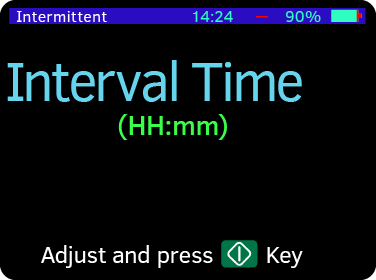 Intermittent 14:24 90%
Interval Time
(HH:mm)
Adjust and press Key